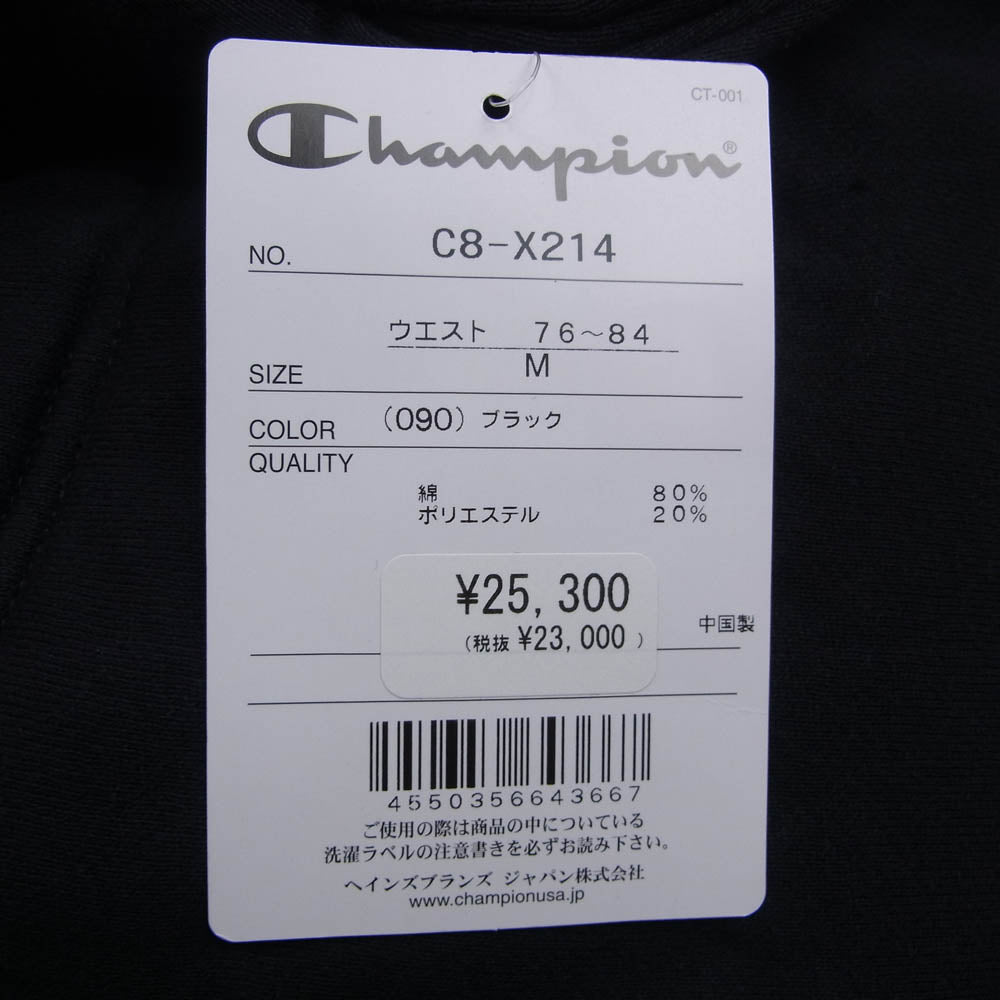 CT-001
Champion®
NO. C8-X214
ウエスト 76〜84
SIZE M
COLOR (090) ブラック
QUALITY
綿 80%
ポリエステル 20%
¥25,300
(税抜 ¥23,000 )
中国製
4550356643667
ご使用の際は商品の中についている
洗濯ラベルの注意書きを必ずお読み下さい。
ヘインズブランズ ジャパン株式会社
www.championusa.jp